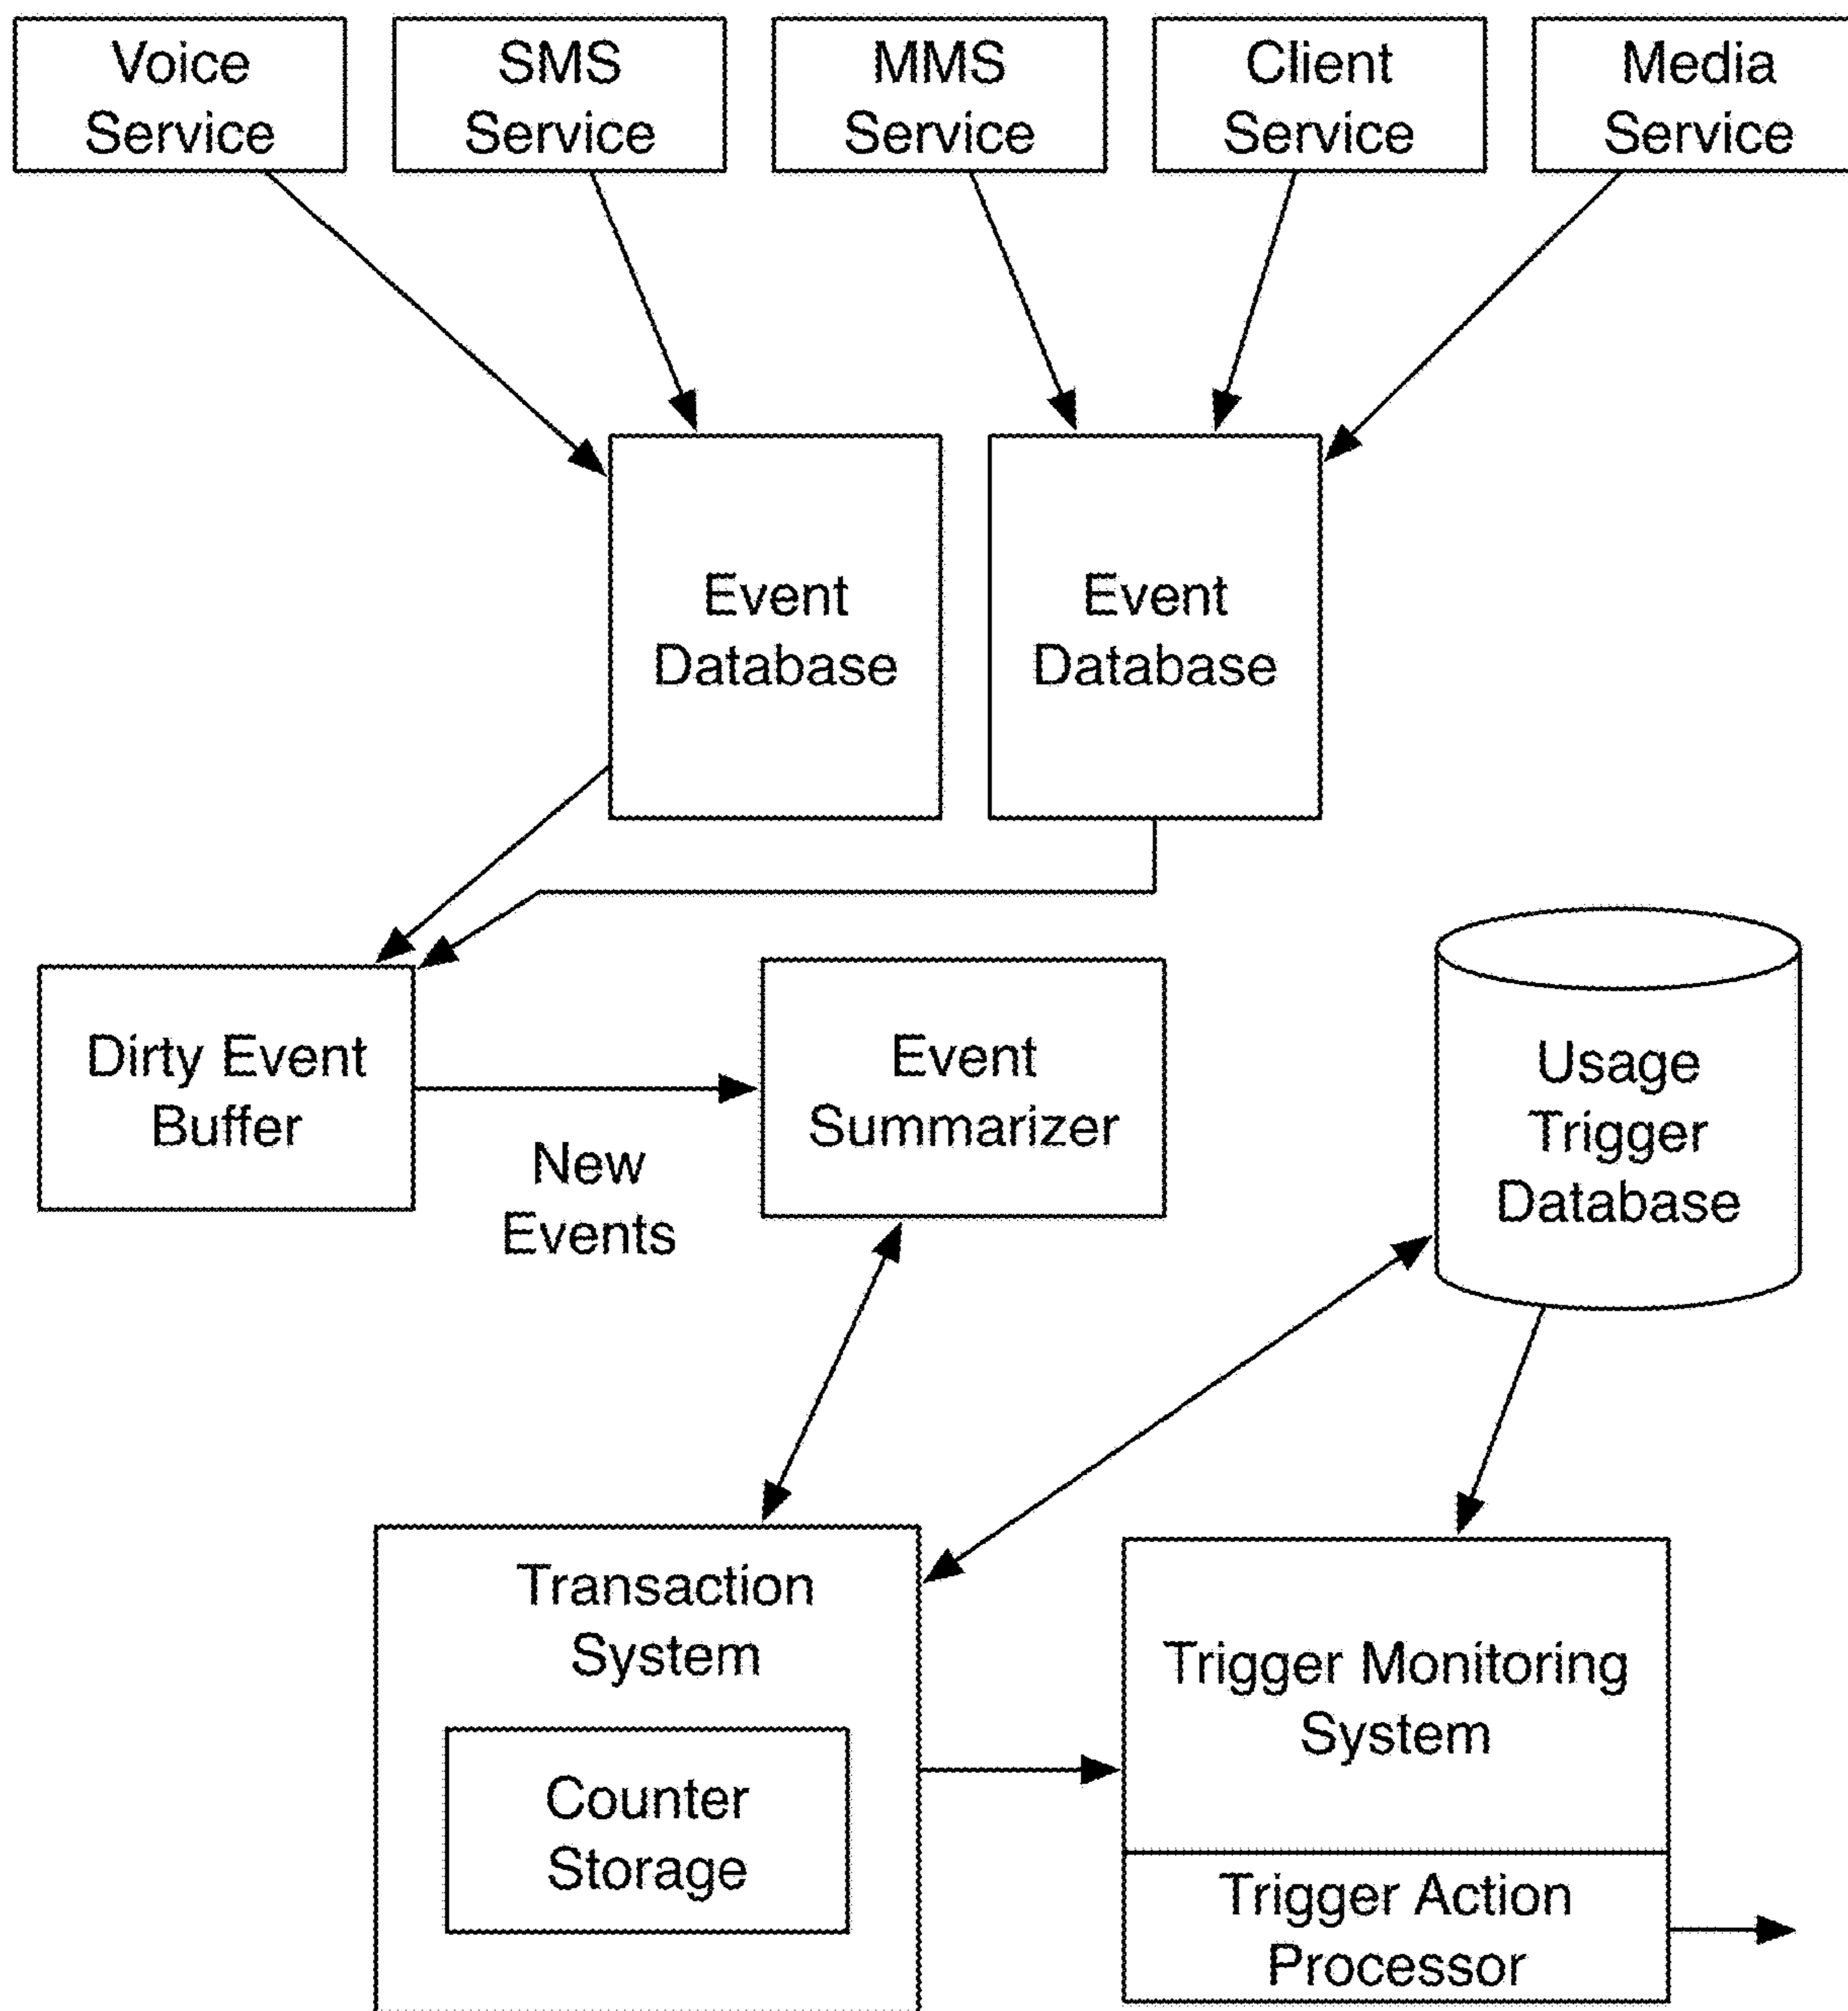 Voice
Service
SMS
Service
MMS
Service
Client
Service
Media
Service
Event
Database
Event
Database
Dirty Event
Buffer
New
Events
Event
Summarizer
Usage
Trigger
Database
Transaction
System
Counter
Storage
Trigger Monitoring
System
Trigger Action
Processor